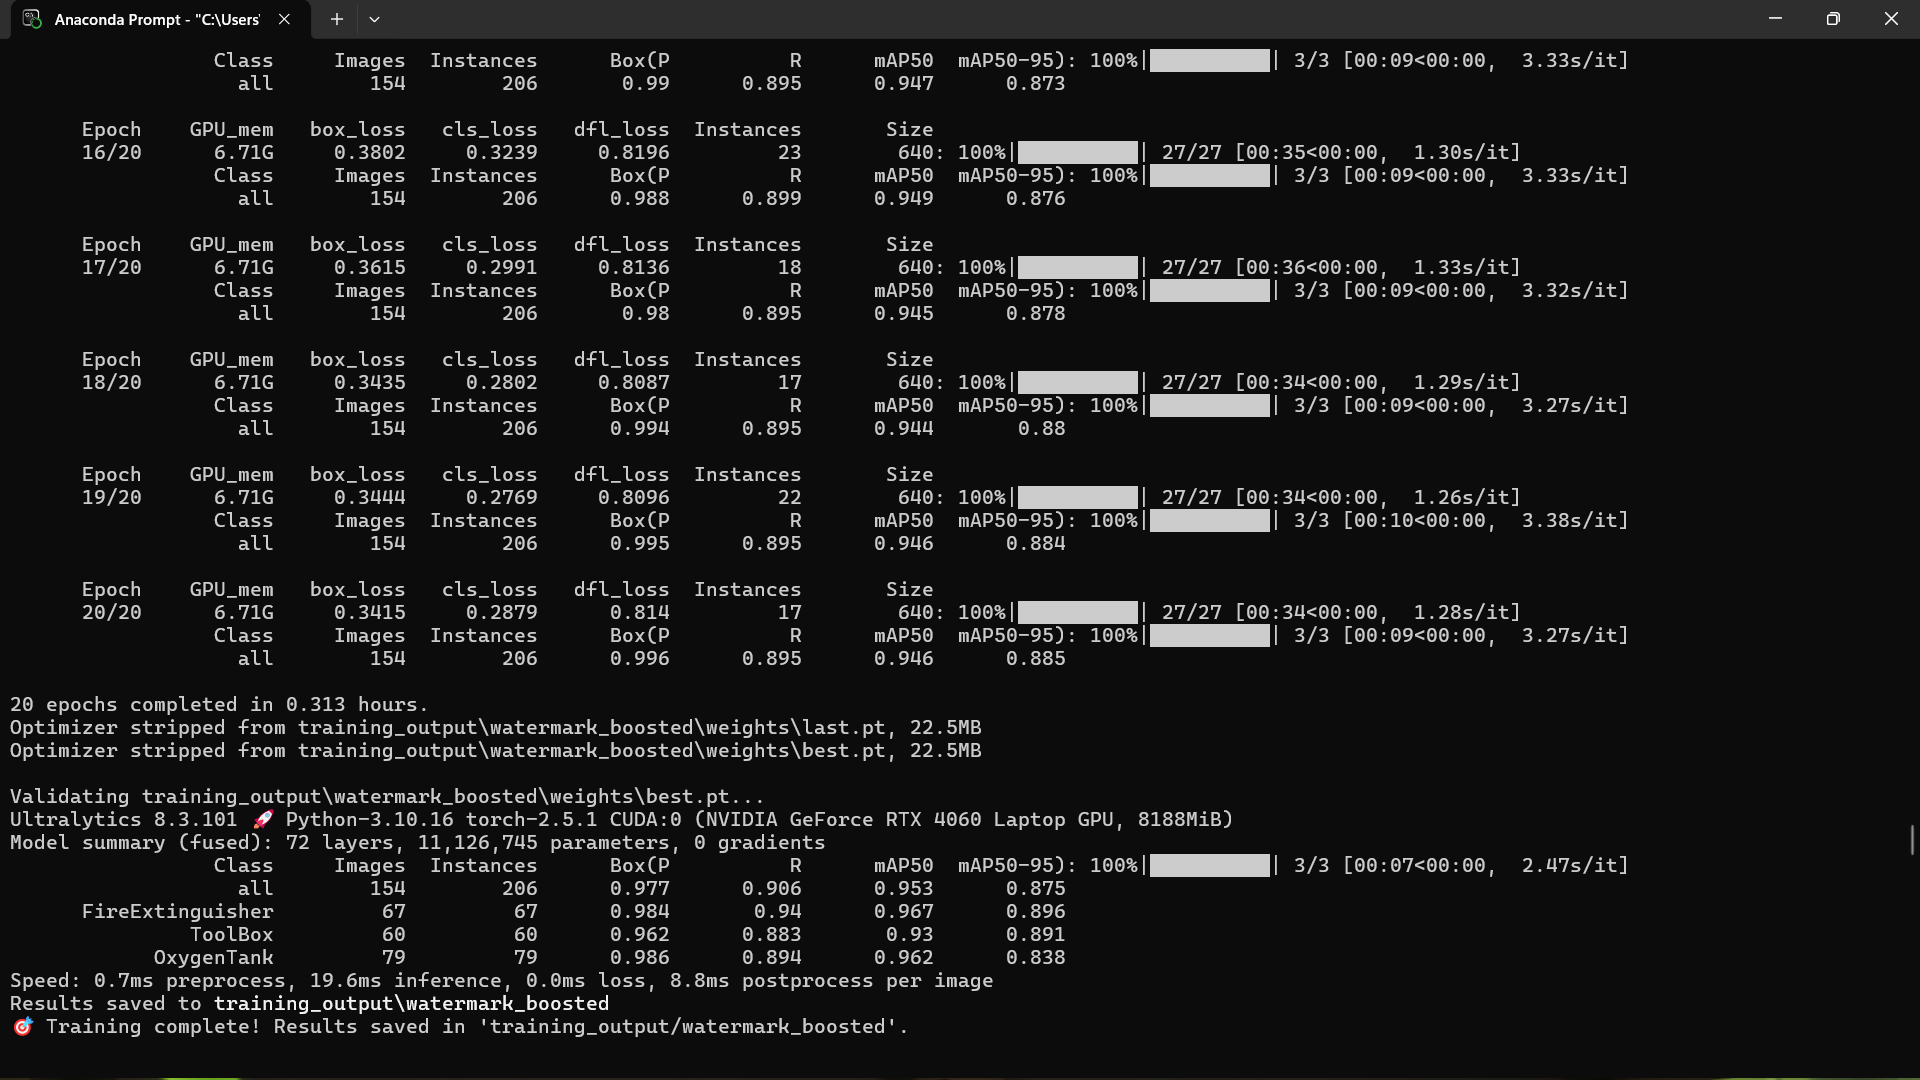 Anaconda Prompt - "C:\Users'
Class Images Instances Box(P R mAP50 mAP50-95): 100%| | 3/3 [00:09<00:00, 3.33s/it]
all 154 206 0.99 0.895 0.947 0.873
Epoch GPU_mem box_loss cls_loss dfl_loss Instances Size
16/20 6.71G 0.3802 0.3239 0.8196 23 640: 100%| | 27/27 [00:35<00:00, 1.30s/it]
Class Images Instances Box(P R mAP50 mAP50-95): 100%| | 3/3 [00:09<00:00, 3.33s/it]
all 154 206 0.988 0.899 0.949 0.876
Epoch GPU_mem box_loss cls_loss dfl_loss Instances Size
17/20 6.71G 0.3615 0.2991 0.8136 18 640: 100%| | 27/27 [00:36<00:00, 1.33s/it]
Class Images Instances Box(P R mAP50 mAP50-95): 100%| | 3/3 [00:09<00:00, 3.32s/it]
all 154 206 0.98 0.895 0.945 0.878
Epoch GPU_mem box_loss cls_loss dfl_loss Instances Size
18/20 6.71G 0.3435 0.2802 0.8087 17 640: 100%| | 27/27 [00:34<00:00, 1.29s/it]
Class Images Instances Box(P R mAP50 mAP50-95): 100%| | 3/3 [00:09<00:00, 3.27s/it]
all 154 206 0.994 0.895 0.944 0.88
Epoch GPU_mem box_loss cls_loss dfl_loss Instances Size
19/20 6.71G 0.3444 0.2769 0.8096 22 640: 100%| | 27/27 [00:34<00:00, 1.26s/it]
Class Images Instances Box(P R mAP50 mAP50-95): 100%| | 3/3 [00:10<00:00, 3.38s/it]
all 154 206 0.995 0.895 0.946 0.884
Epoch GPU_mem box_loss cls_loss dfl_loss Instances Size
20/20 6.71G 0.3415 0.2879 0.814 17 640: 100%| | 27/27 [00:34<00:00, 1.28s/it]
Class Images Instances Box(P R mAP50 mAP50-95): 100%| | 3/3 [00:09<00:00, 3.27s/it]
all 154 206 0.996 0.895 0.946 0.885
20 epochs completed in 0.313 hours.
Optimizer stripped from training_output\watermark_boosted\weights\last.pt, 22.5MB
Optimizer stripped from training_output\watermark_boosted\weights\best.pt, 22.5MB
Validating training_output\watermark_boosted\weights\best.pt...
Ultralytics 8.3.101 🚀 Python-3.10.16 torch-2.5.1 CUDA:0 (NVIDIA GeForce RTX 4060 Laptop GPU, 8188MiB)
Model summary (fused): 72 layers, 11,126,745 parameters, 0 gradients
Class Images Instances Box(P R mAP50 mAP50-95): 100%| | 3/3 [00:07<00:00, 2.47s/it]
all 154 206 0.977 0.906 0.953 0.875
FireExtinguisher 67 67 0.984 0.94 0.967 0.896
ToolBox 60 60 0.962 0.883 0.93 0.891
OxygenTank 79 79 0.986 0.894 0.962 0.838
Speed: 0.7ms preprocess, 19.6ms inference, 0.0ms loss, 8.8ms postprocess per image
Results saved to training_output\watermark_boosted
🎯 Training complete! Results saved in 'training_output/watermark_boosted'.